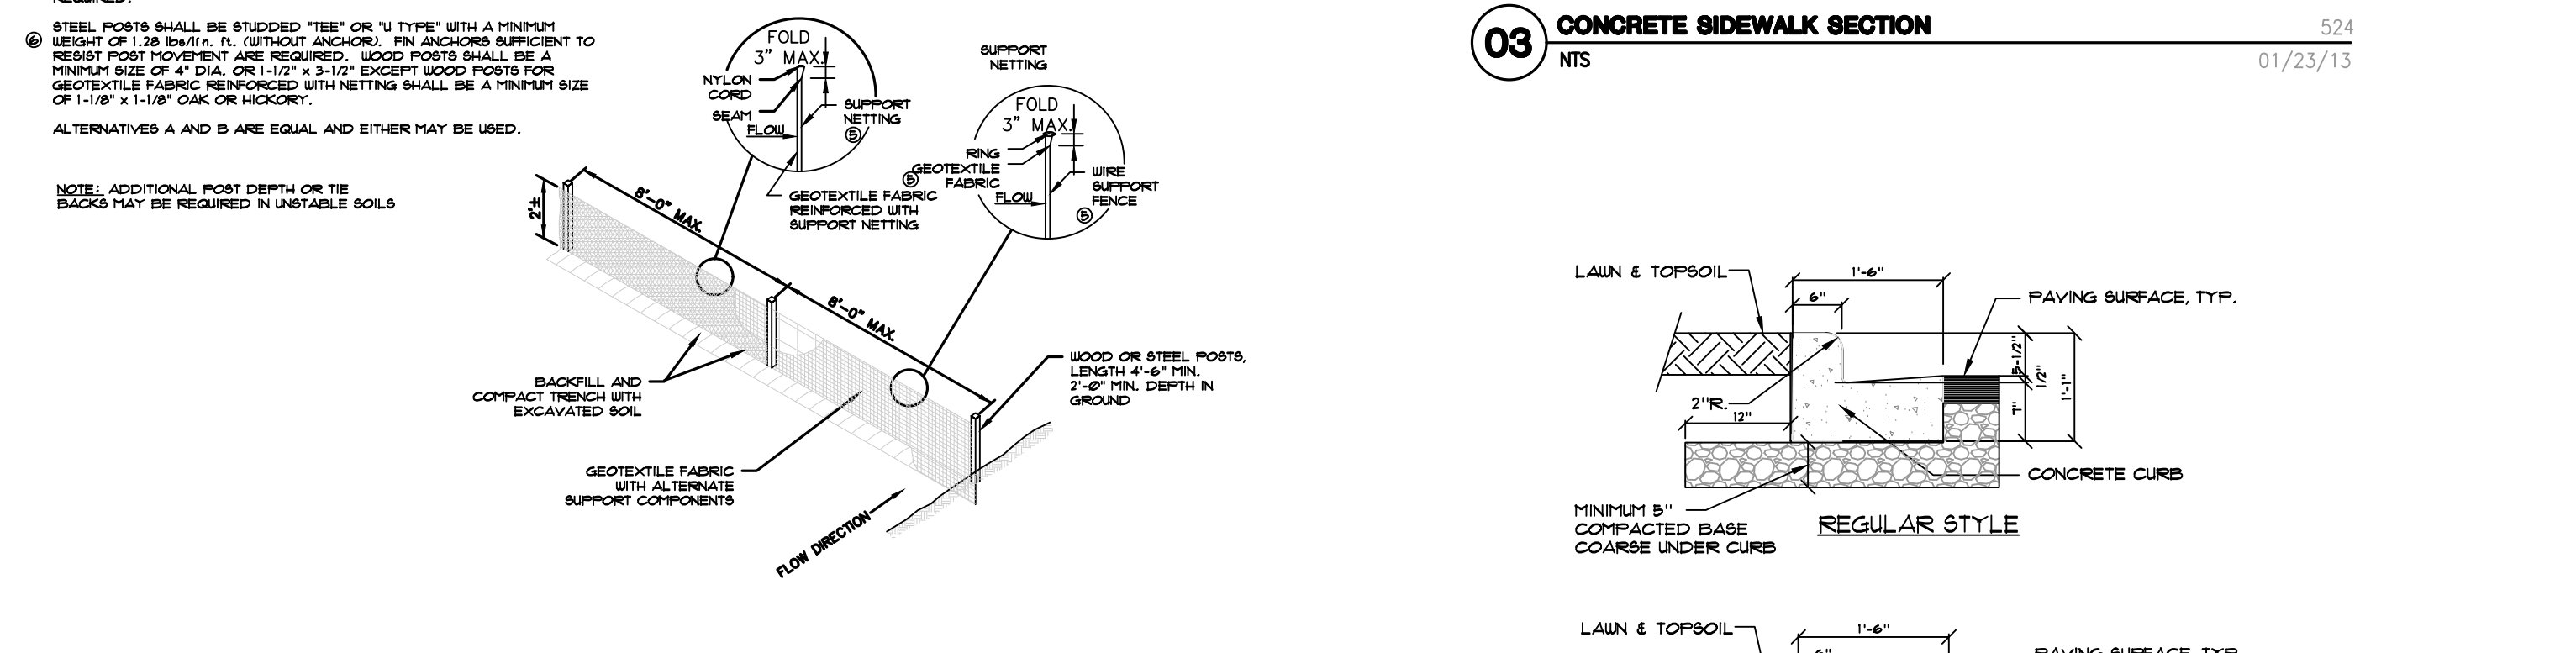 REQUIRED.
⑥ STEEL POSTS SHALL BE STUDDED "TEE" OR "U TYPE" WITH A MINIMUM
WEIGHT OF 1.28 lbs/lin. ft. (WITHOUT ANCHOR). FIN ANCHORS SUFFICIENT TO
RESIST POST MOVEMENT ARE REQUIRED. WOOD POSTS SHALL BE A
MINIMUM SIZE OF 4" DIA. OR 1-1/2" x 3-1/2" EXCEPT WOOD POSTS FOR
GEOTEXTILE FABRIC REINFORCED WITH NETTING SHALL BE A MINIMUM SIZE
OF 1-1/8" x 1-1/8" OAK OR HICKORY.
ALTERNATIVES A AND B ARE EQUAL AND EITHER MAY BE USED.
NOTE: ADDITIONAL POST DEPTH OR TIE
BACKS MAY BE REQUIRED IN UNSTABLE SOILS
FOLD
3" MAX.
NYLON
CORD
SEAM
FLOW
SUPPORT
NETTING
⑤
GEOTEXTILE FABRIC
REINFORCED WITH
SUPPORT NETTING
SUPPORT
NETTING
FOLD
3" MAX.
RING
GEOTEXTILE
FABRIC
⑤
FLOW
WIRE
SUPPORT
FENCE
⑤
2'±
8'-0" MAX.
8'-0" MAX.
WOOD OR STEEL POSTS,
LENGTH 4'-6" MIN.
2'-0" MIN. DEPTH IN
GROUND
BACKFILL AND
COMPACT TRENCH WITH
EXCAVATED SOIL
GEOTEXTILE FABRIC
WITH ALTERNATE
SUPPORT COMPONENTS
FLOW DIRECTION
03
CONCRETE SIDEWALK SECTION
524
NTS
01/23/13
LAWN & TOPSOIL
1'-6"
6"
PAVING SURFACE, TYP.
5-1/2"
1/2"
1'-1"
7"
2"R.
12"
CONCRETE CURB
MINIMUM 5"
COMPACTED BASE
COARSE UNDER CURB
REGULAR STYLE
LAWN & TOPSOIL
1'-6"
6"
PAVING SURFACE, TYP.